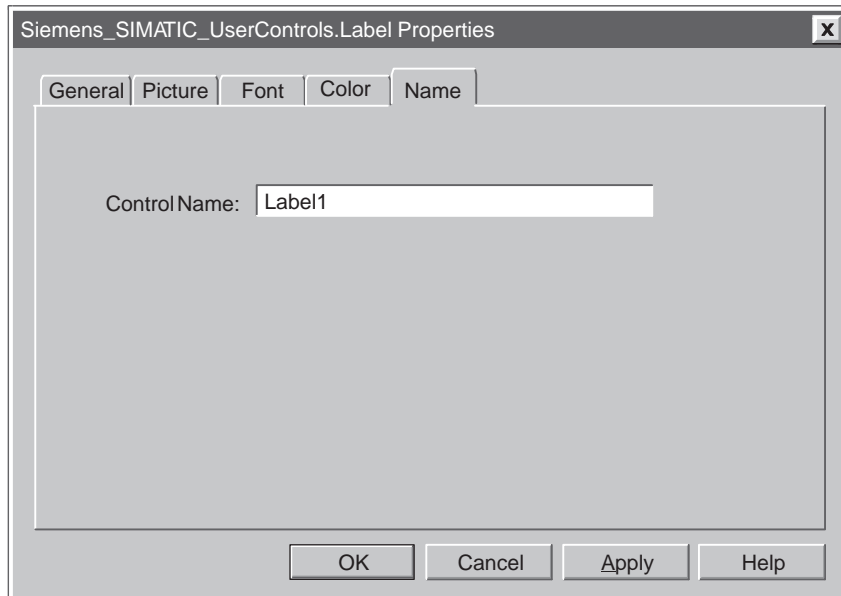 Siemens_SIMATIC_UserControls.Label Properties x
General Picture Font Color Name
Control Name: Label1
OK Cancel Apply Help